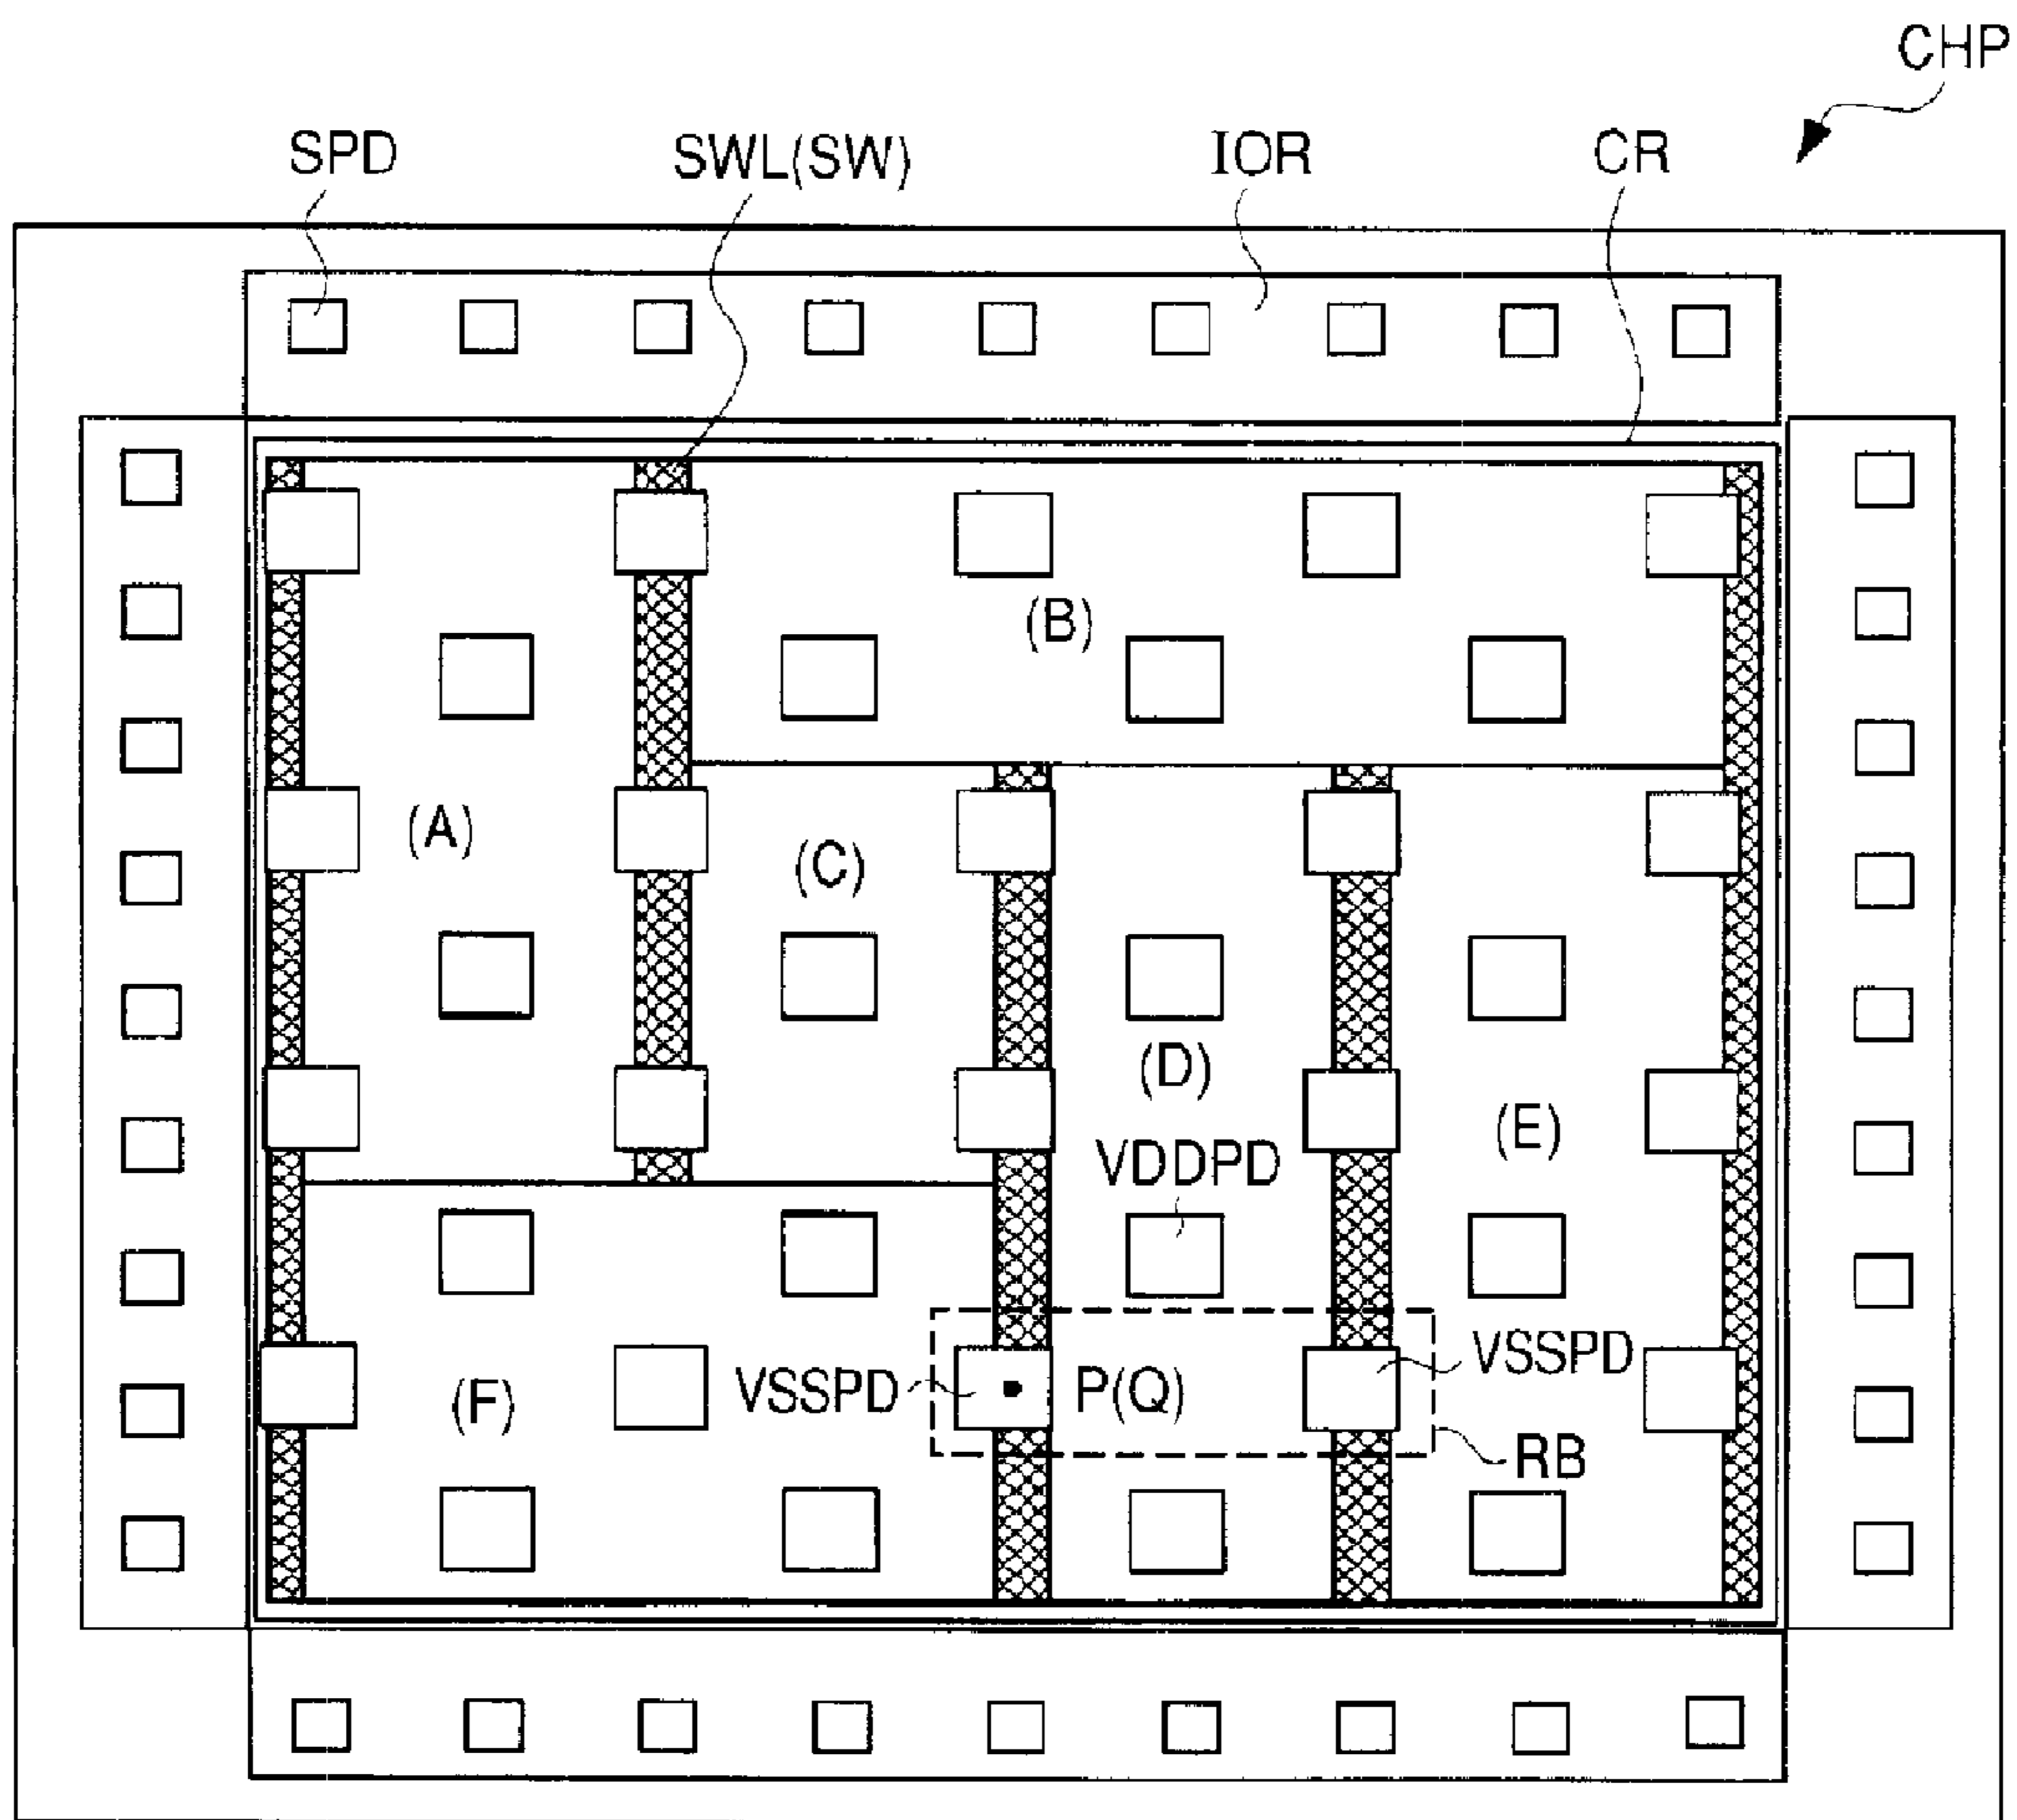 CHP
SPD
SWL(SW)
IOR
CR
(B)
(A)
(C)
(D)
(E)
VDDPD
VSSPD
VSSPD
P(Q)
(F)
RB